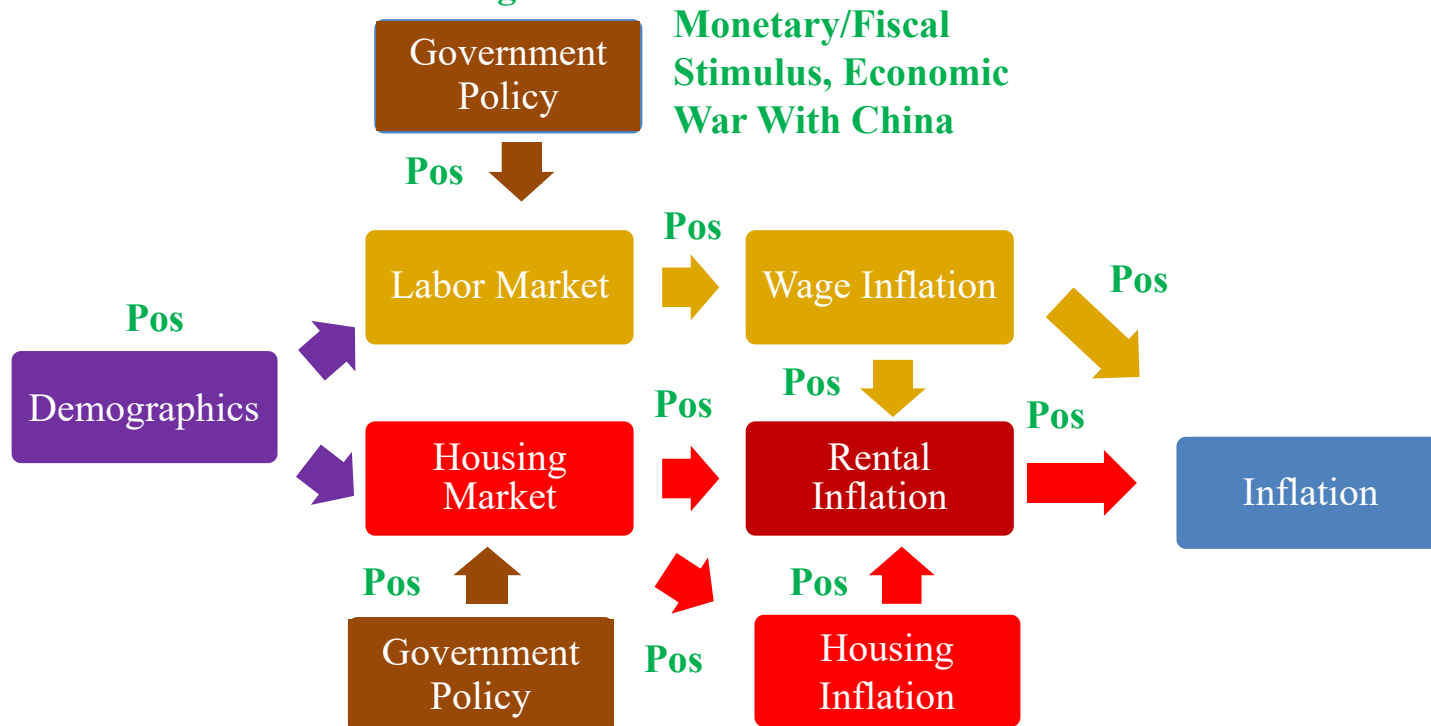 Government
Policy
Monetary/Fiscal
Stimulus, Economic
War With China
Pos
Pos
Labor Market
Wage Inflation
Pos
Pos
Demographics
Pos
Pos
Pos
Housing
Market
Rental
Inflation
Inflation
Pos
Pos
Pos
Government
Policy
Housing
Inflation